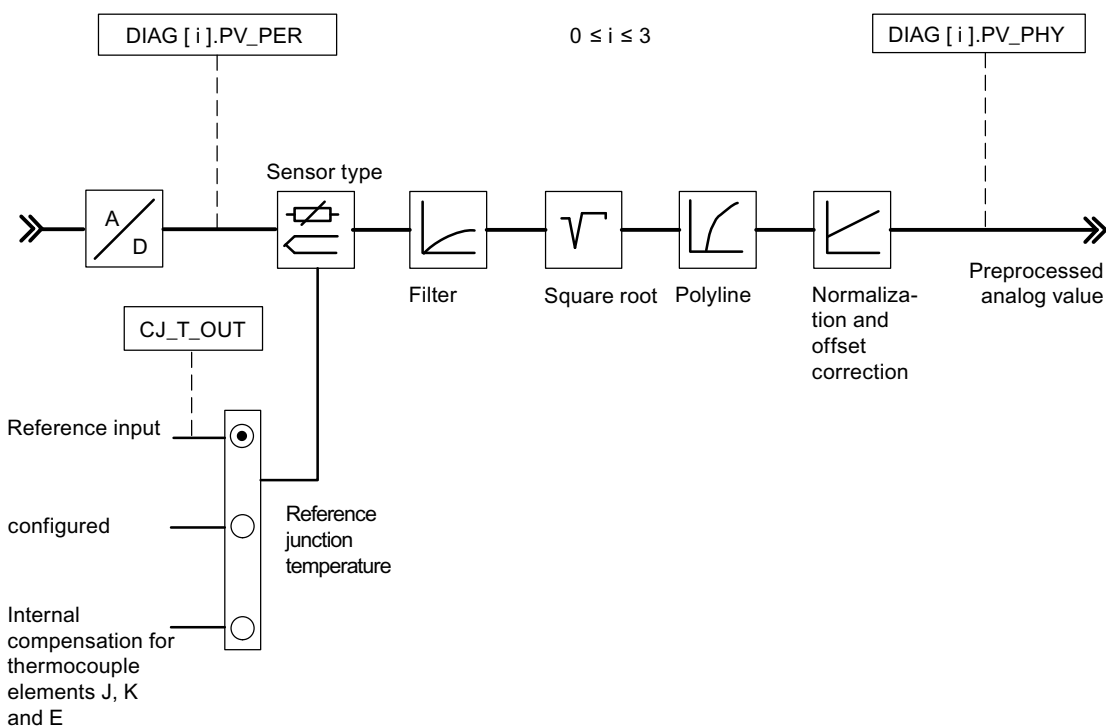 DIAG [ i ].PV_PER
0 ≤ i ≤ 3
DIAG [ i ].PV_PHY
Sensor type
A
D
Filter
Square root
Polyline
Normaliza-
tion and
offset
correction
Preprocessed
analog value
CJ_T_OUT
Reference input
configured
Reference
junction
temperature
Internal
compensation for
thermocouple
elements J, K
and E